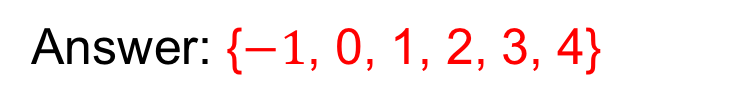 Answer: {−1, 0, 1, 2, 3, 4}